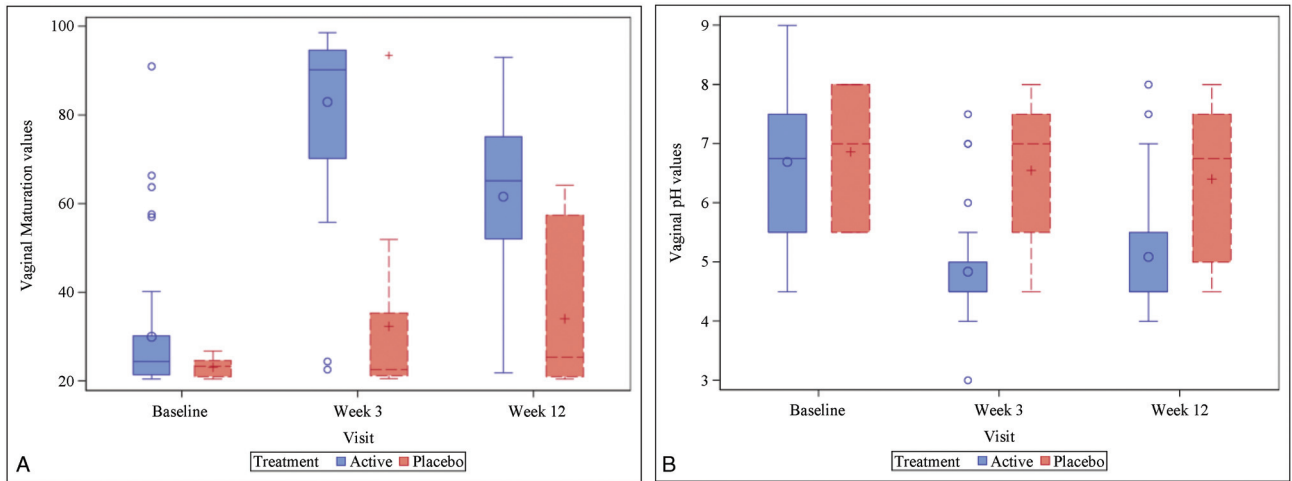 100
80
60
40
20
Vaginal Maturation values
Baseline
Week 3
Week 12
Visit
Treatment Active Placebo
A
9
8
7
6
5
4
3
Vaginal pH values
Baseline
Week 3
Week 12
Visit
Treatment Active Placebo
B